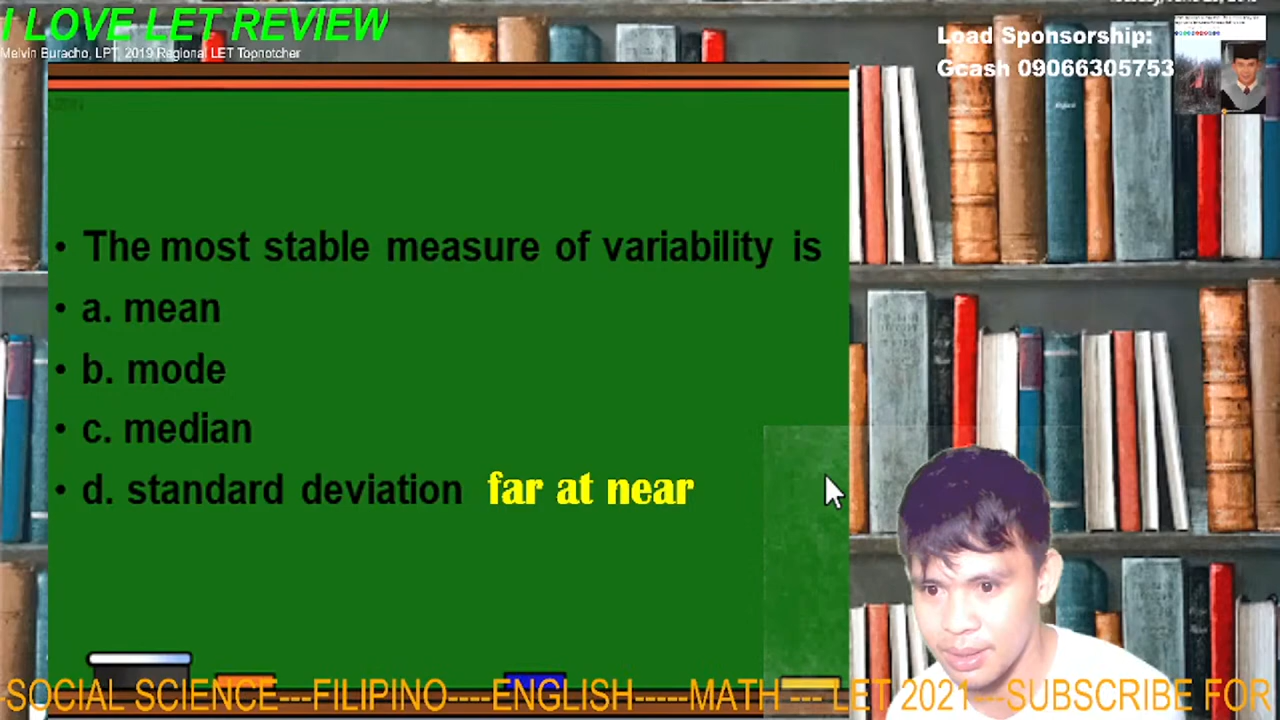 I LOVE LET REVIEW
Melvin Buracho, LPT, 2019 Regional LET Topnotcher
Load Sponsorship:
Gcash 09066305753
• The most stable measure of variability is
• a. mean
• b. mode
• c. median
• d. standard deviation far at near
-SOCIAL SCIENCE---FILIPINO----ENGLISH-----MATH --- LET 2021---SUBSCRIBE FOR